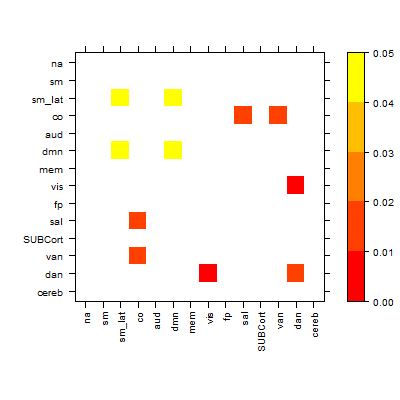 na
sm
sm_lat
co
aud
dmn
mem
vis
fp
sal
SUBCort
van
dan
cereb
na
sm
sm_lat
co
aud
dmn
mem
vis
fp
sal
SUBCort
van
dan
cereb
0.05
0.04
0.03
0.02
0.01
0.00